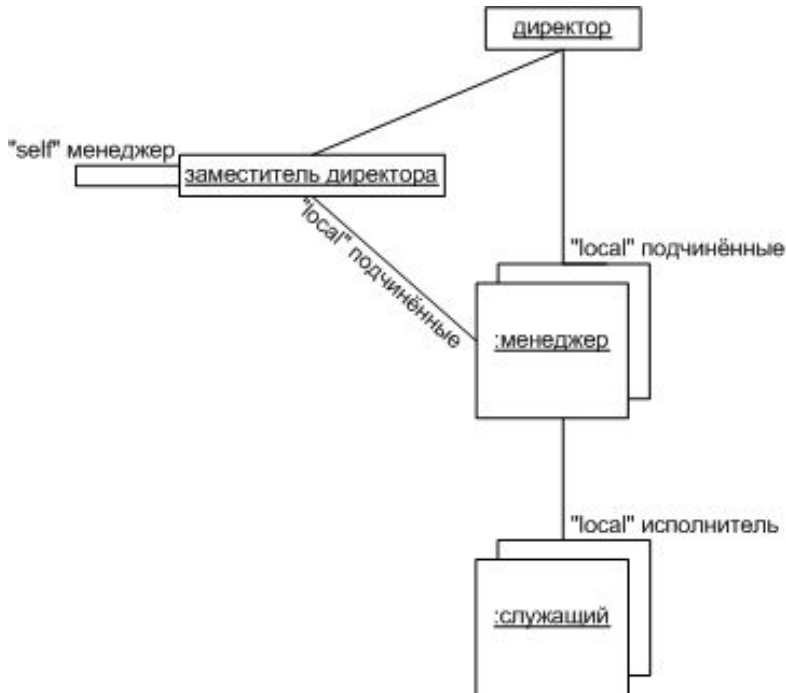 директор
"self" менеджер
заместитель директора
"local" подчинённые
"local" подчинённые
:менеджер
"local" исполнитель
:служащий